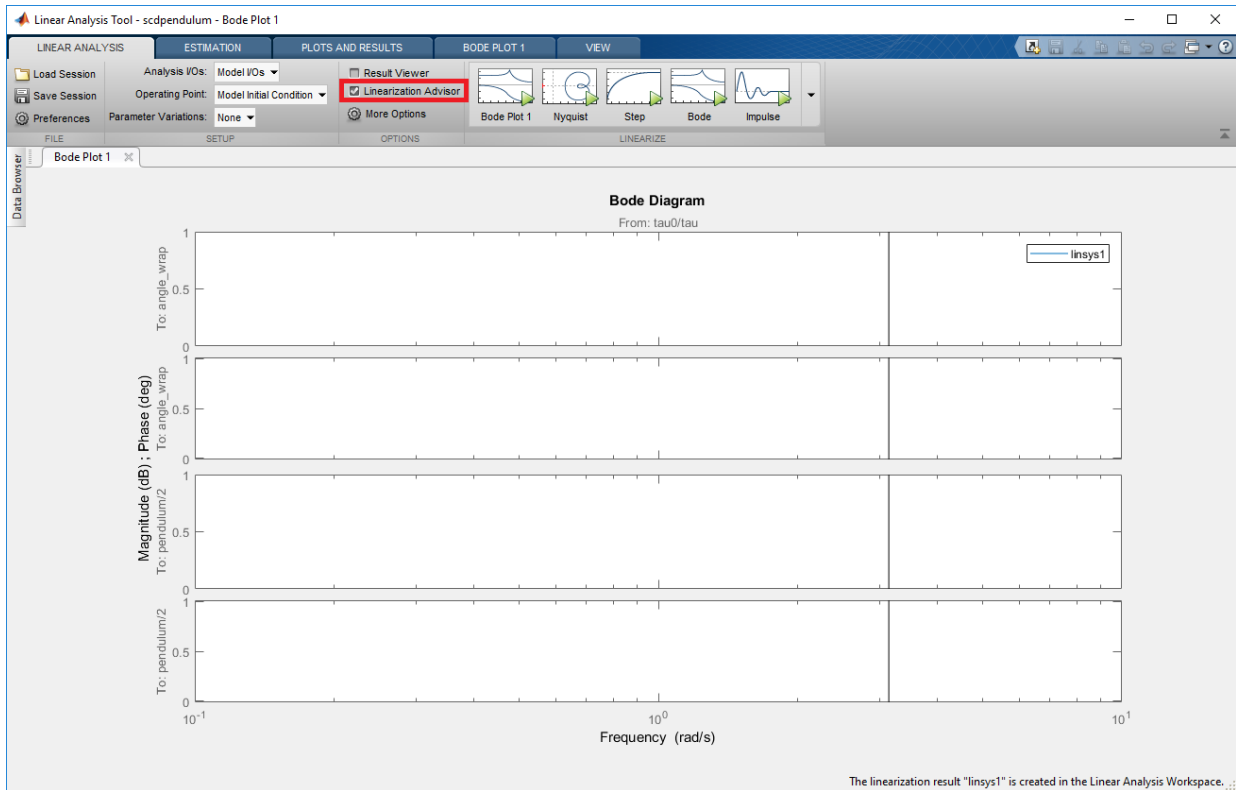 Linear Analysis Tool - scdpendulum - Bode Plot 1
LINEAR ANALYSIS ESTIMATION PLOTS AND RESULTS BODE PLOT 1 VIEW
Load Session
Save Session
Preferences
FILE
Analysis I/Os: Model I/Os
Operating Point: Model Initial Condition
Parameter Variations: None
SETUP
Result Viewer
Linearization Advisor
More Options
OPTIONS
Bode Plot 1 Nyquist Step Bode Impulse
LINEARIZE
Data Browser
Bode Plot 1
Bode Diagram
From: tau0/tau
linsys1
Magnitude (dB) ; Phase (deg)
To: angle_wrap
1
0.5
0
To: angle_wrap
1
0.5
0
To: pendulum/2
1
0.5
0
To: pendulum/2
1
0.5
0
10-1 100 101
Frequency (rad/s)
The linearization result "linsys1" is created in the Linear Analysis Workspace.